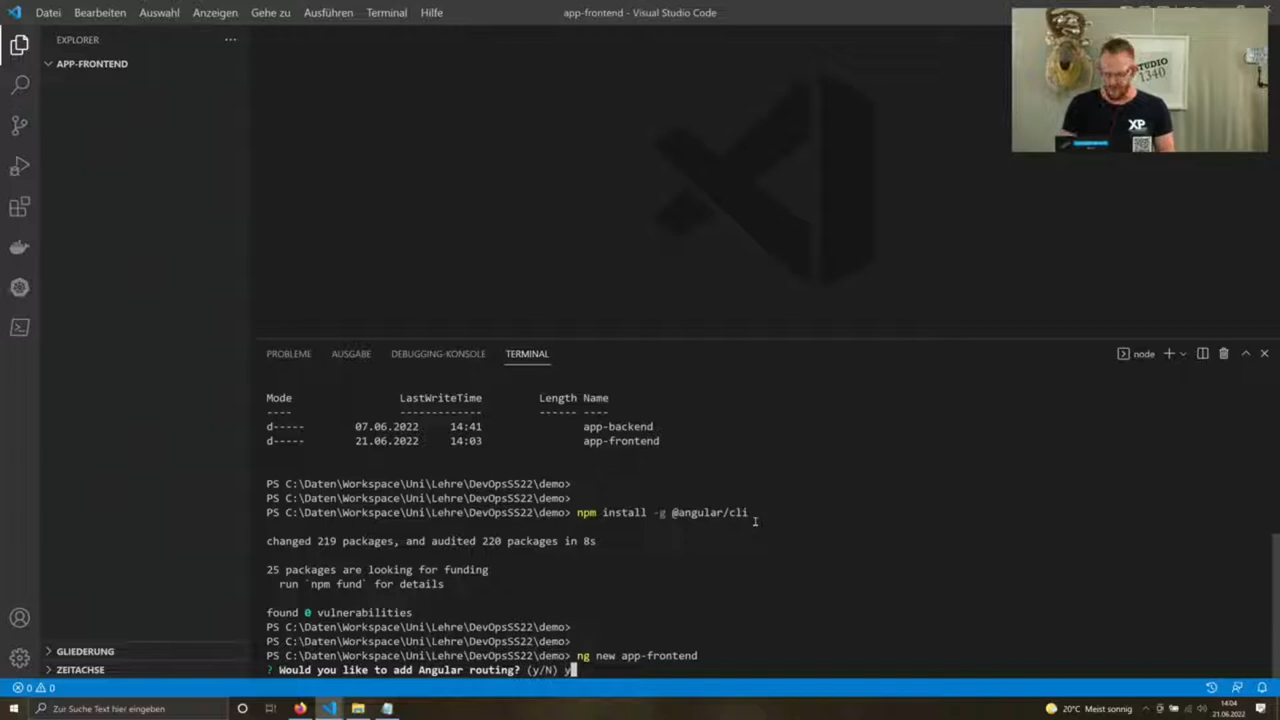 Datei Bearbeiten Auswahl Anzeigen Gehe zu Ausführen Terminal Hilfe
app-frontend - Visual Studio Code
EXPLORER
APP-FRONTEND
STUDIO
1340
XP
PROBLEME AUSGABE DEBUGGING-KONSOLE TERMINAL
node
Mode LastWriteTime Length Name
---- ------------- ------ ----
d----- 07.06.2022 14:41 app-backend
d----- 21.06.2022 14:03 app-frontend
PS C:\Daten\Workspace\Uni\Lehre\DevOpsSS22\demo>
PS C:\Daten\Workspace\Uni\Lehre\DevOpsSS22\demo>
PS C:\Daten\Workspace\Uni\Lehre\DevOpsSS22\demo> npm install -g @angular/cli
changed 219 packages, and audited 220 packages in 8s
25 packages are looking for funding
run `npm fund` for details
found 0 vulnerabilities
PS C:\Daten\Workspace\Uni\Lehre\DevOpsSS22\demo>
PS C:\Daten\Workspace\Uni\Lehre\DevOpsSS22\demo>
PS C:\Daten\Workspace\Uni\Lehre\DevOpsSS22\demo> ng new app-frontend
? Would you like to add Angular routing? (y/N) y
GLIEDERUNG
ZEITACHSE
0 0
Zur Suche Text hier eingeben
20°C Meist sonnig
14:04
21.06.2022